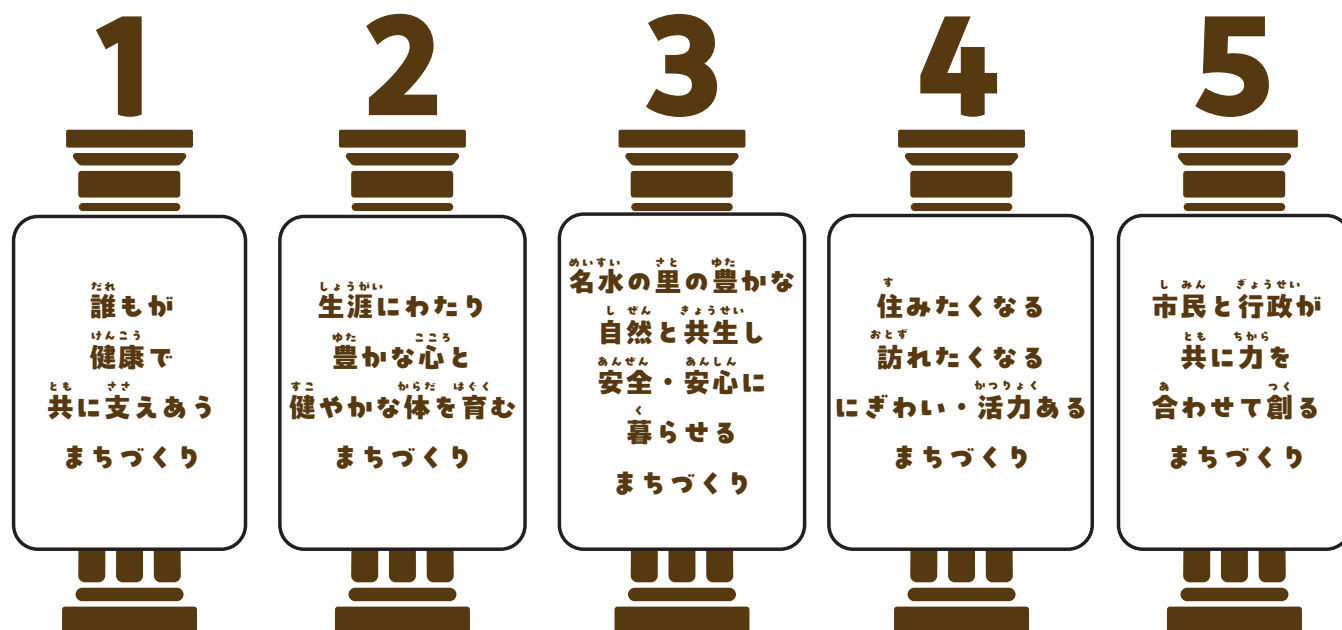 1
誰もが
健康で
共に支えあう
まちづくり
2
生涯にわたり
豊かな心と
健やかな体を育む
まちづくり
3
名水の里の豊かな
自然と共生し
安全・安心に
暮らせる
まちづくり
4
住みたくなる
訪れたくなる
にぎわい・活力ある
まちづくり
5
市民と行政が
共に力を
合わせて創る
まちづくり